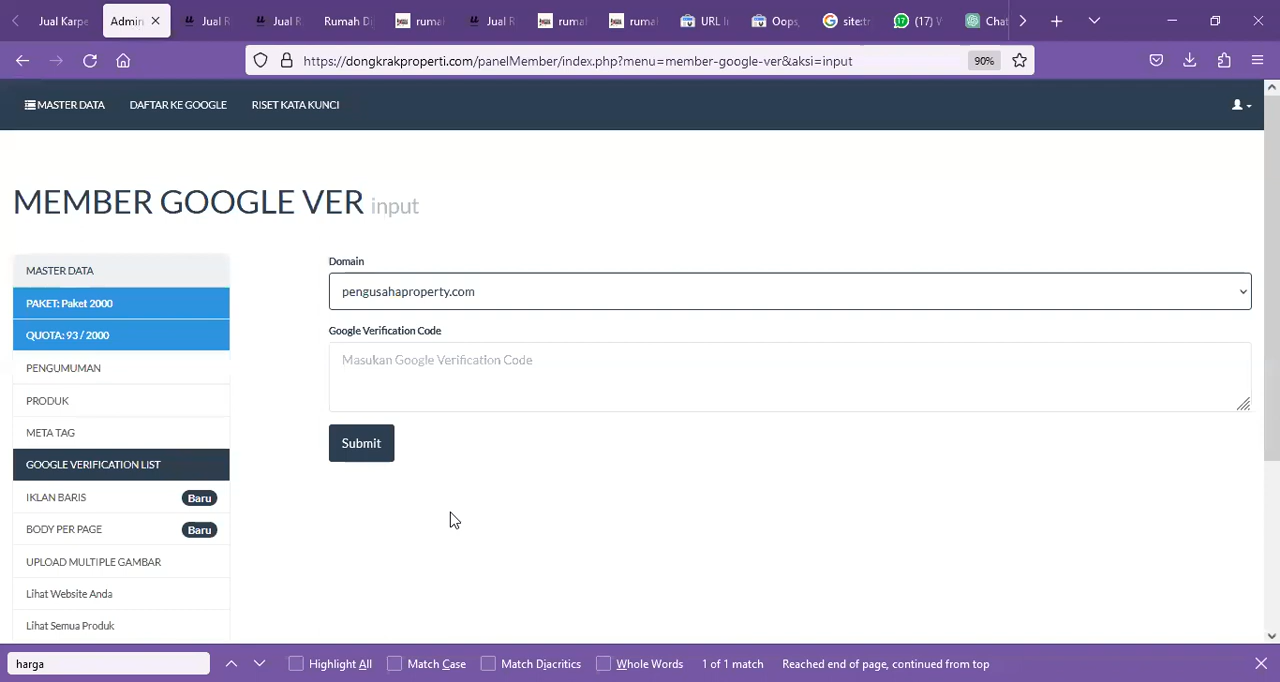 Jual Karpe
Admin
Jual R
Jual R
Rumah Di
rumal
Jual R
rumal
rumal
URL I
Oops,
site:tr
(17) V
Chat
https://dongkrakproperti.com/panelMember/index.php?menu=member-google-ver&aksi=input
90%
MASTER DATA
DAFTAR KE GOOGLE
RISET KATA KUNCI
MEMBER GOOGLE VER input
MASTER DATA
PAKET: Paket 2000
QUOTA: 93 / 2000
PENGUMUMAN
PRODUK
META TAG
GOOGLE VERIFICATION LIST
IKLAN BARIS Baru
BODY PER PAGE Baru
UPLOAD MULTIPLE GAMBAR
Lihat Website Anda
Lihat Semua Produk
Domain
pengusahaproperty.com
Google Verification Code
Masukan Google Verification Code
Submit
harga
Highlight All
Match Case
Match Diacritics
Whole Words
1 of 1 match
Reached end of page, continued from top